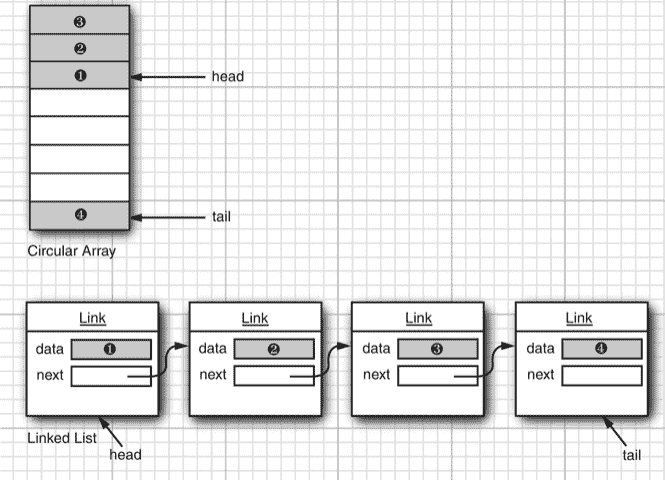 ❸
❷
❶
head
❹
tail
Circular Array
Link
Link
Link
Link
data ❶
data ❷
data ❸
data ❹
next
next
next
next
Linked List
head
tail